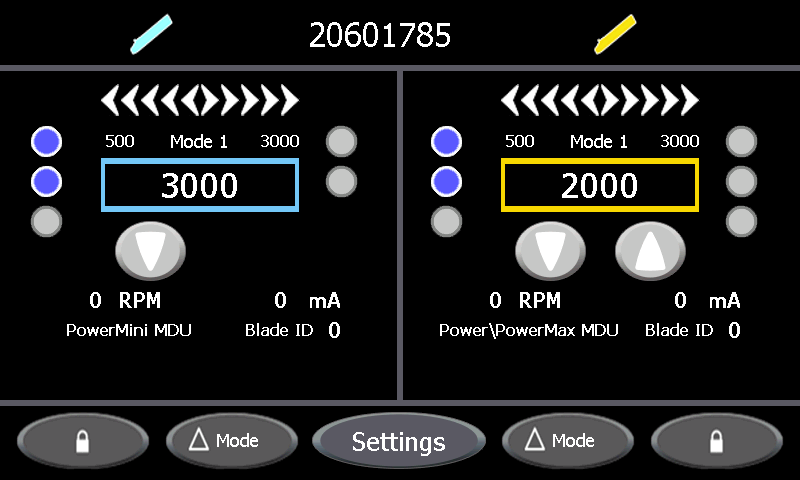 20601785
500 Mode 1 3000
3000
0 RPM 0 mA
PowerMini MDU Blade ID 0
500 Mode 1 3000
2000
0 RPM 0 mA
Power\PowerMax MDU Blade ID 0
Mode Settings Mode